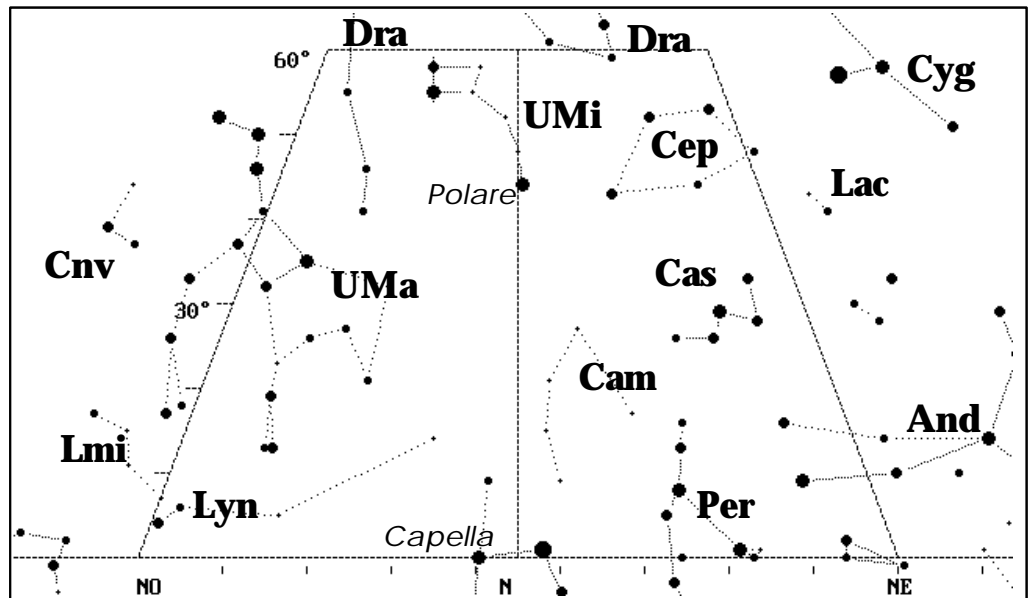 Dra
Dra
60°
Cyg
UMi
Cep
Polare
Lac
Cnv
UMa
Cas
30°
Cam
And
Lmi
Lyn
Per
Capella
NO
N
NE